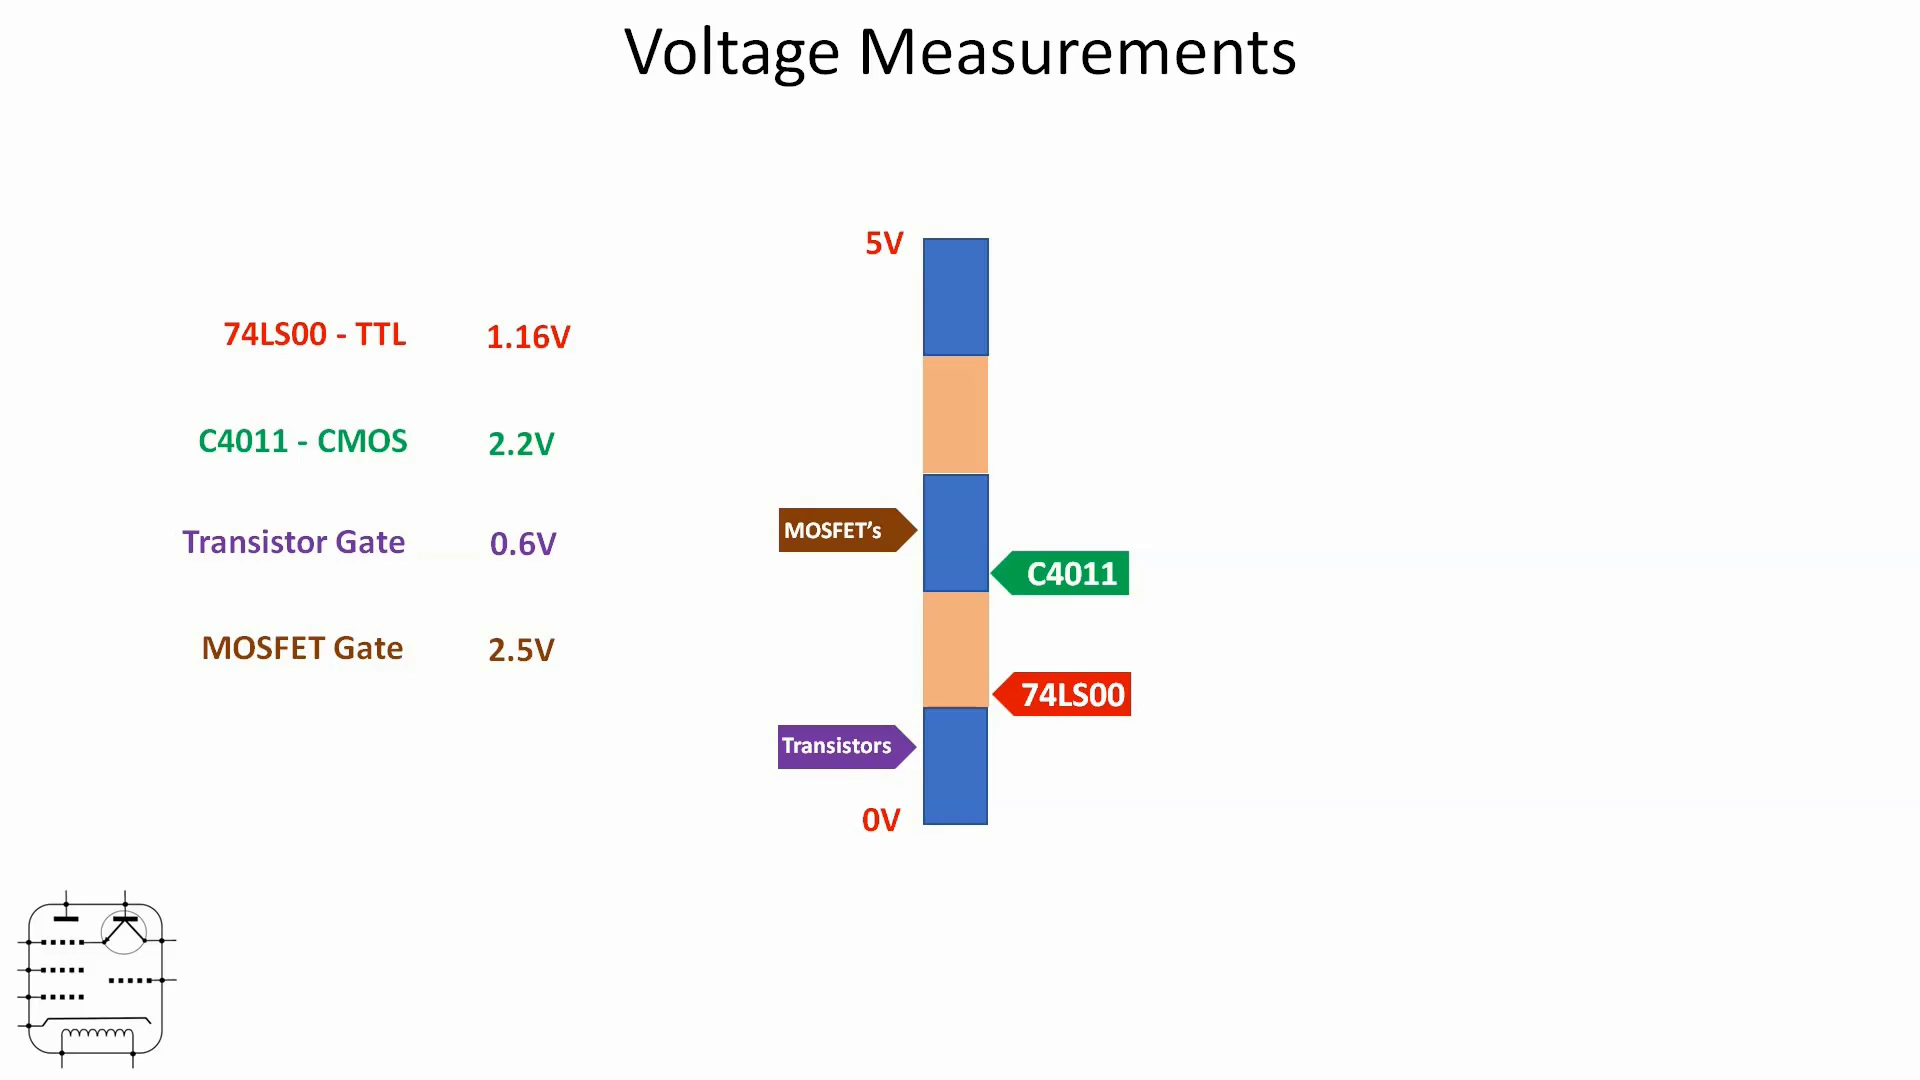 Voltage Measurements
5V
74LS00 - TTL 1.16V
C4011 - CMOS 2.2V
MOSFET's
Transistor Gate 0.6V
C4011
MOSFET Gate 2.5V
74LS00
Transistors
0V